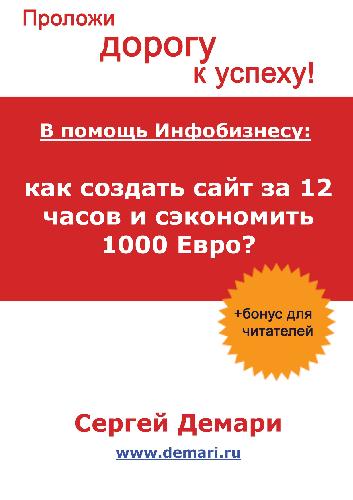 Проложи
дорогу
к успеху!
В помощь Инфобизнесу:
как создать сайт за 12
часов и сэкономить
1000 Евро?
+бонус для
читателей
Сергей Демари
www.demari.ru